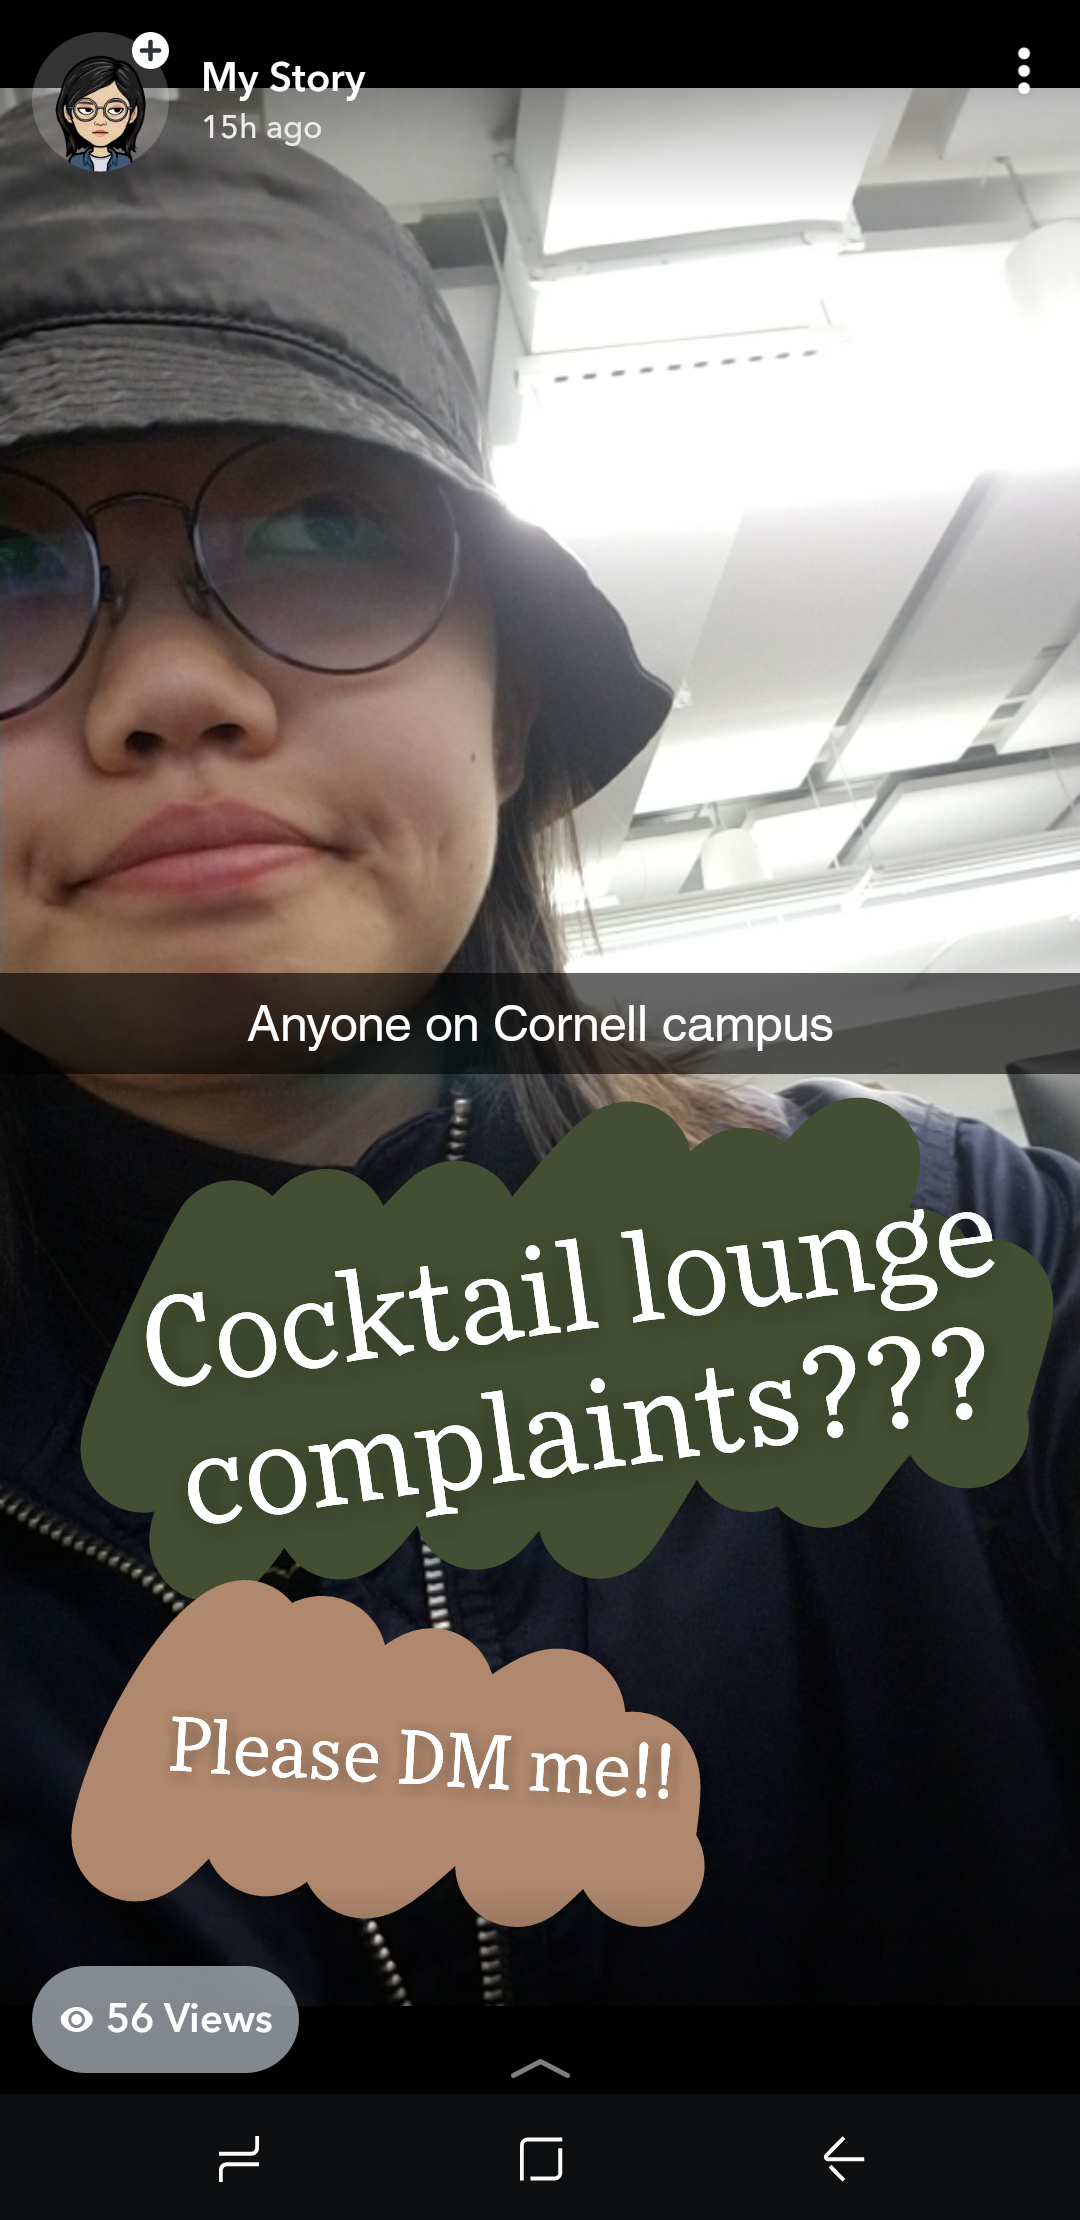 My Story
15h ago
Anyone on Cornell campus
Cocktail lounge
complaints???
Please DM me!!
56 Views